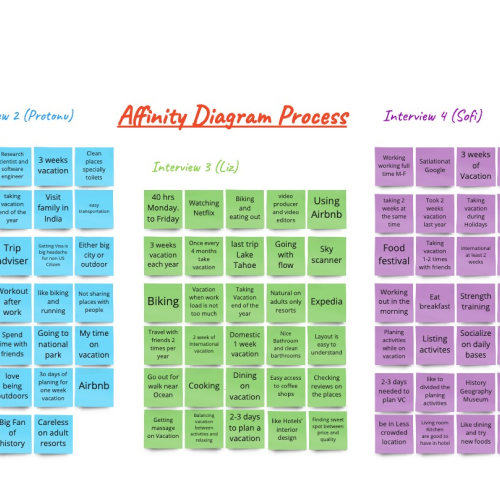 Affinity Diagram Process
ew 2 (Protonu)
Research
scientist and
software
engineer
3 weeks
vacation
Clean
places
specially
toilets
taking
vacation
end of the
year
Visit
family in
India
easy
transportation
Trip
adviser
Getting Visa is
big headache
for non US
Citizen
Either big
city or
outdoor
Workout
after
work
like biking
and
running
Not sharing
places with
people
Spend
time with
friends
Going to
national
park
My time
on
vacation
love
being
outdoors
3o days of
planing for
one week
vacation
Airbnb
Big Fan
of
history
Careless
on adult
resorts
Interview 3 (Liz)
40 hrs
Monday,
to Friday
Watching
Netflix
Biking
and
eating out
video
producer
and video
editors
Using
Airbnb
3 weeks
vacation
each year
Once every
4 months
take
vacation
last trip
Lake
Tahoe
Going
with
flow
Sky
scanner
Biking
Vacation
when work
load is not
too much
Taking
Vacation
end of the
year
Natural on
adults only
resorts
Expedia
Travel with
friends 2
times per
year
2 week of
international
vacation
Domestic
1 week
vacation
Nice
Bathroom
and clean
barthrooms
Layout is
easy to
understand
Go out for
walk near
Ocean
Cooking
Dining
on
vacation
Easy access
to coffee
shops
Checking
reviews on
the places
Getting
massage
on Vacation
Balancing
vacation
between
activities and
relaxing
2-3 days
to plan a
vacation
like Hotels'
interior
design
Finding sweet
spot between
price and
quality
Interview 4 (Sofi)
Working
working full
time M-F
Satiational
Google
3 weeks
of
Vacation
taking 2
weeks at
the same
time
Took 2
weeks
vacation
last year
Taking
vacation
during
Holidays
Food
festival
Taking
vacation
1-2 times
with friends
international
at least 2
weeks
Working
out in the
morning
Eat
breakfast
Strength
training
Planing
activities
while on
vacation
Listing
activites
Socialize
on daily
bases
2-3 days
needed to
plan VC
like to
divided the
planing
activities
History
Geography
Museum
be in Less
crowded
location
Living room
Kitchen
are good to
have in hotel
Like dining
and try
new foods